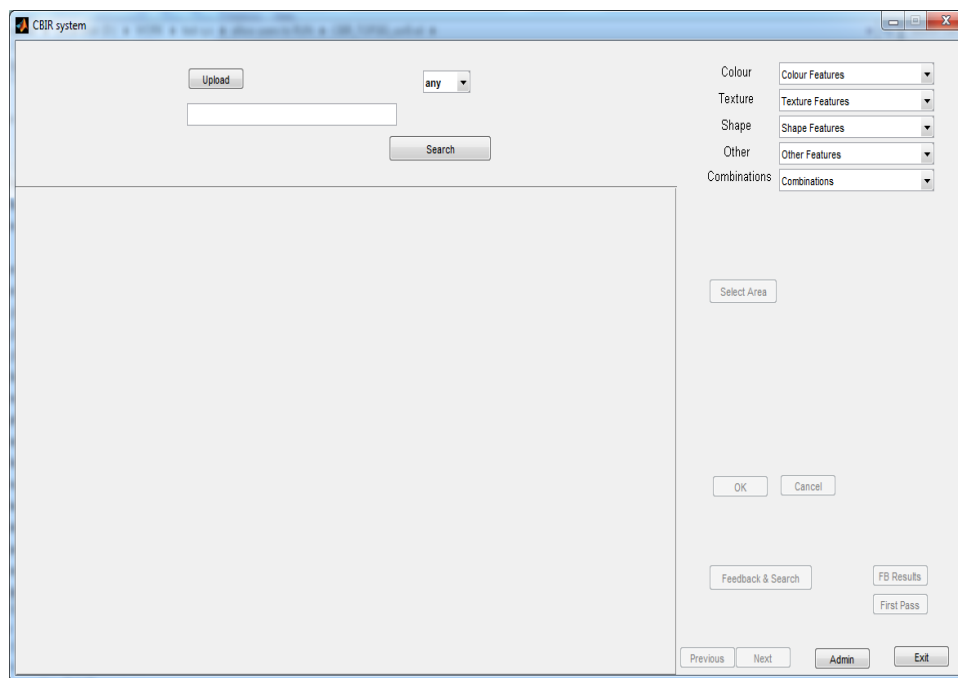 CBIR system
Upload
any
Search
Colour Colour Features
Texture Texture Features
Shape Shape Features
Other Other Features
Combinations Combinations
Select Area
OK Cancel
Feedback & Search FB Results
First Pass
Previous Next Admin Exit